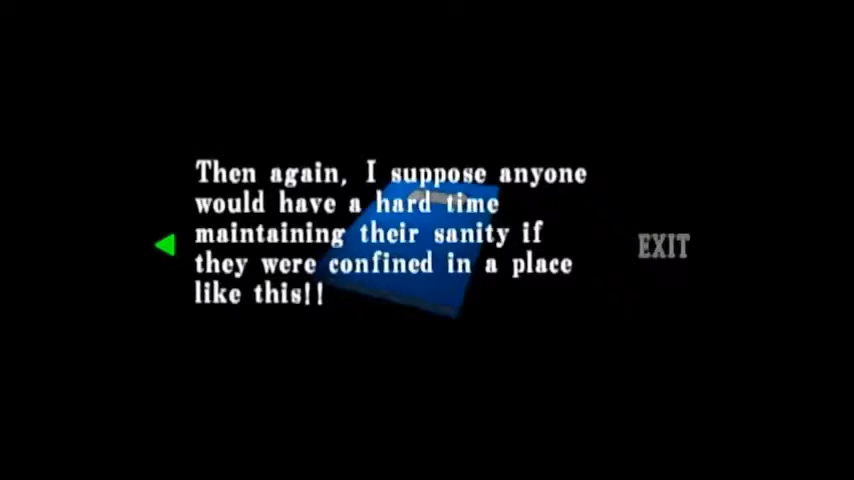 Then again, I suppose anyone
would have a hard time
maintaining their sanity if
they were confined in a place
like this!!
EXIT